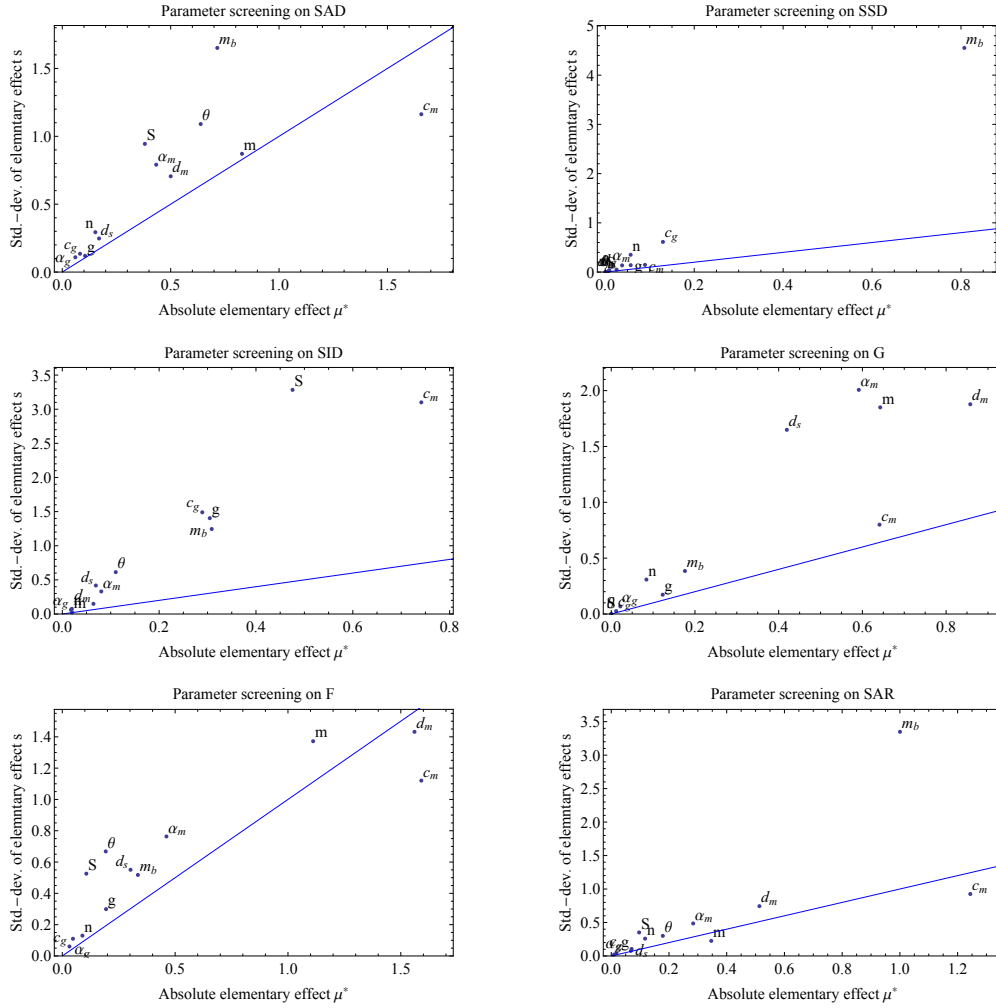 Parameter screening on SAD
Std.-dev. of elemntary effect s
1.5
1.0
0.5
0.0
m_b
c_m
θ
S
m
α_m
d_m
n
d_s
c_g
g
α_g
0.0 0.5 1.0 1.5
Absolute elementary effect μ*
Parameter screening on SSD
Std.-dev. of elemntary effect s
5
4
3
2
1
0
m_b
c_g
n
α_m
g
c_m
0.0 0.2 0.4 0.6 0.8
Absolute elementary effect μ*
Parameter screening on SID
Std.-dev. of elemntary effect s
3.5
3.0
2.5
2.0
1.5
1.0
0.5
0.0
S
c_m
c_g
g
m_b
θ
d_s
α_m
d_m
α_g
m
0.0 0.2 0.4 0.6 0.8
Absolute elementary effect μ*
Parameter screening on G
Std.-dev. of elemntary effect s
2.0
1.5
1.0
0.5
0.0
α_m
d_m
m
d_s
c_m
m_b
n
g
α_g
c_g
0.0 0.2 0.4 0.6 0.8
Absolute elementary effect μ*
Parameter screening on F
Std.-dev. of elemntary effect s
1.4
1.2
1.0
0.8
0.6
0.4
0.2
0.0
m
d_m
c_m
α_m
θ
S
d_s
m_b
g
n
c_g
α_g
0.0 0.5 1.0 1.5
Absolute elementary effect μ*
Parameter screening on SAR
Std.-dev. of elemntary effect s
3.5
3.0
2.5
2.0
1.5
1.0
0.5
0.0
m_b
c_m
d_m
α_m
S
n
θ
m
α_g
c_g
g
d_s
0.0 0.2 0.4 0.6 0.8 1.0 1.2
Absolute elementary effect μ*